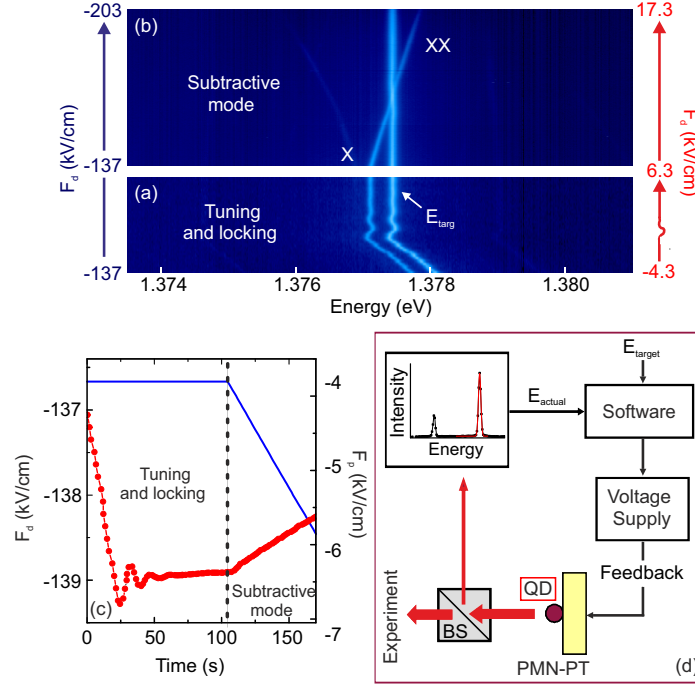 -203
17.3
(b)
XX
Subtractive
mode
F_d (kV/cm)
F_p (kV/cm)
X
-137
6.3
(a)
E_targ
Tuning
and locking
-137
-4.3
1.374
1.376
1.378
1.380
Energy (eV)
-137
-138
-139
F_d (kV/cm)
Tuning
and locking
Subtractive
mode
(c)
-4
-5
-6
-7
F_p (kV/cm)
0
50
100
150
Time (s)
Intensity
Energy
E_actual
E_target
Software
Voltage
Supply
Feedback
QD
BS
Experiment
PMN-PT
(d)